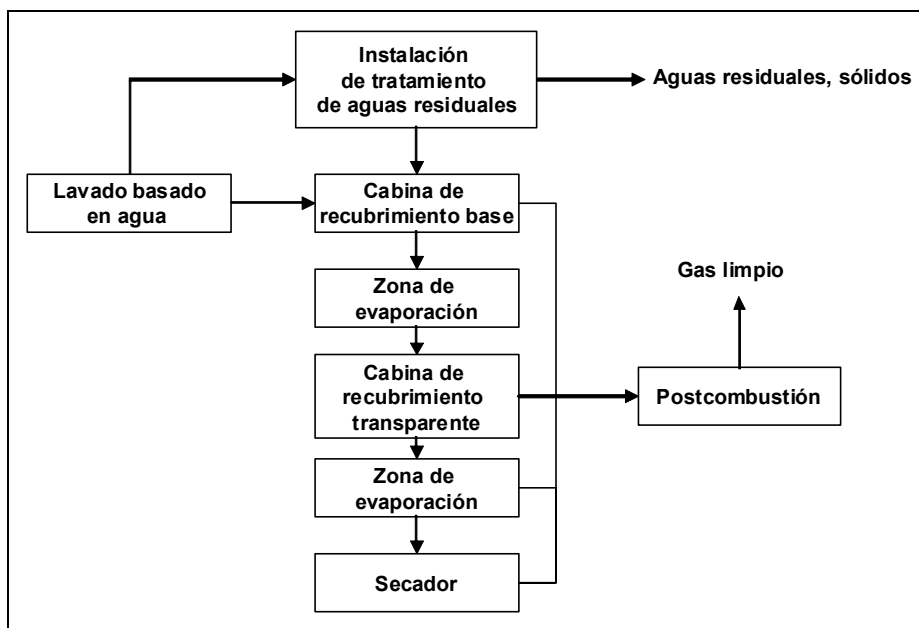 Instalación
de tratamiento
de aguas residuales
Aguas residuales, sólidos
Lavado basado
en agua
Cabina de
recubrimiento base
Zona de
evaporación
Gas limpio
Cabina de
recubrimiento
transparente
Postcombustión
Zona de
evaporación
Secador